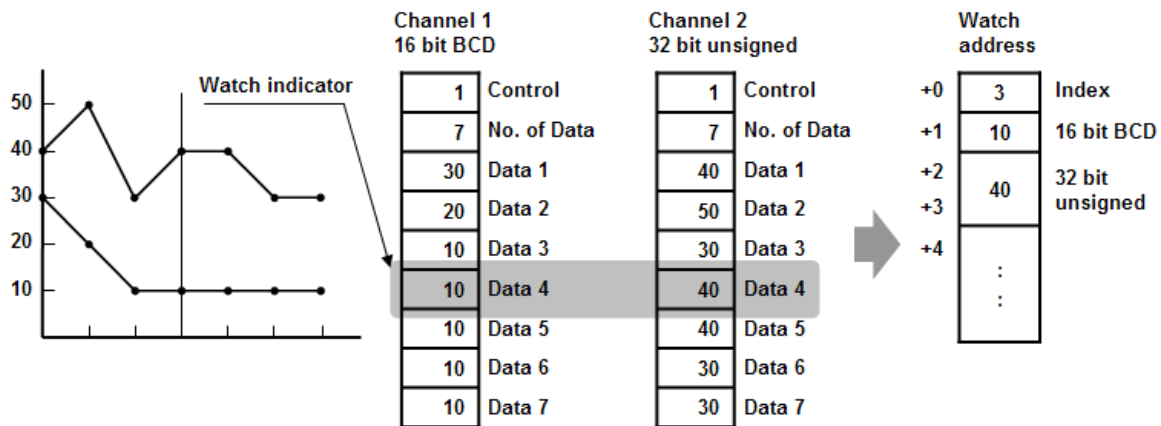 Channel 1
16 bit BCD
Channel 2
32 bit unsigned
Watch
address
Watch indicator
50
40
30
20
10
1 Control
7 No. of Data
30 Data 1
20 Data 2
10 Data 3
10 Data 4
10 Data 5
10 Data 6
10 Data 7
1 Control
7 No. of Data
40 Data 1
50 Data 2
30 Data 3
40 Data 4
40 Data 5
30 Data 6
30 Data 7
+0 3 Index
+1 10 16 bit BCD
+2
+3
40
32 bit
unsigned
+4
:
: